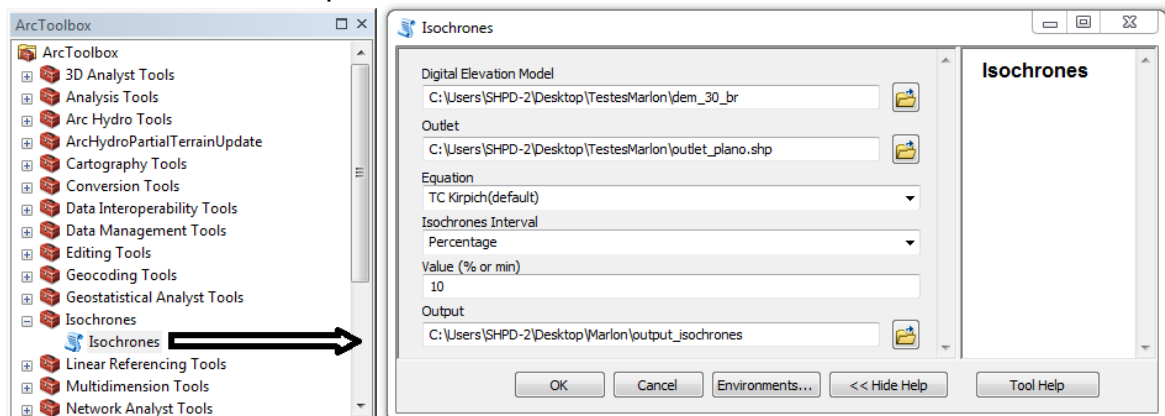 ArcToolbox
ArcToolbox
3D Analyst Tools
Analysis Tools
Arc Hydro Tools
ArcHydroPartialTerrainUpdate
Cartography Tools
Conversion Tools
Data Interoperability Tools
Data Management Tools
Editing Tools
Geocoding Tools
Geostatistical Analyst Tools
Isochrones
Isochrones
Linear Referencing Tools
Multidimension Tools
Network Analyst Tools
Isochrones
Digital Elevation Model
C:\Users\SHPD-2\Desktop\TestesMarlon\dem_30_br
Outlet
C:\Users\SHPD-2\Desktop\TestesMarlon\outlet_plano.shp
Equation
TC Kirpich(default)
Isochrones Interval
Percentage
Value (% or min)
10
Output
C:\Users\SHPD-2\Desktop\Marlon\output_isochrones
OK
Cancel
Environments...
<< Hide Help
Isochrones
Tool Help